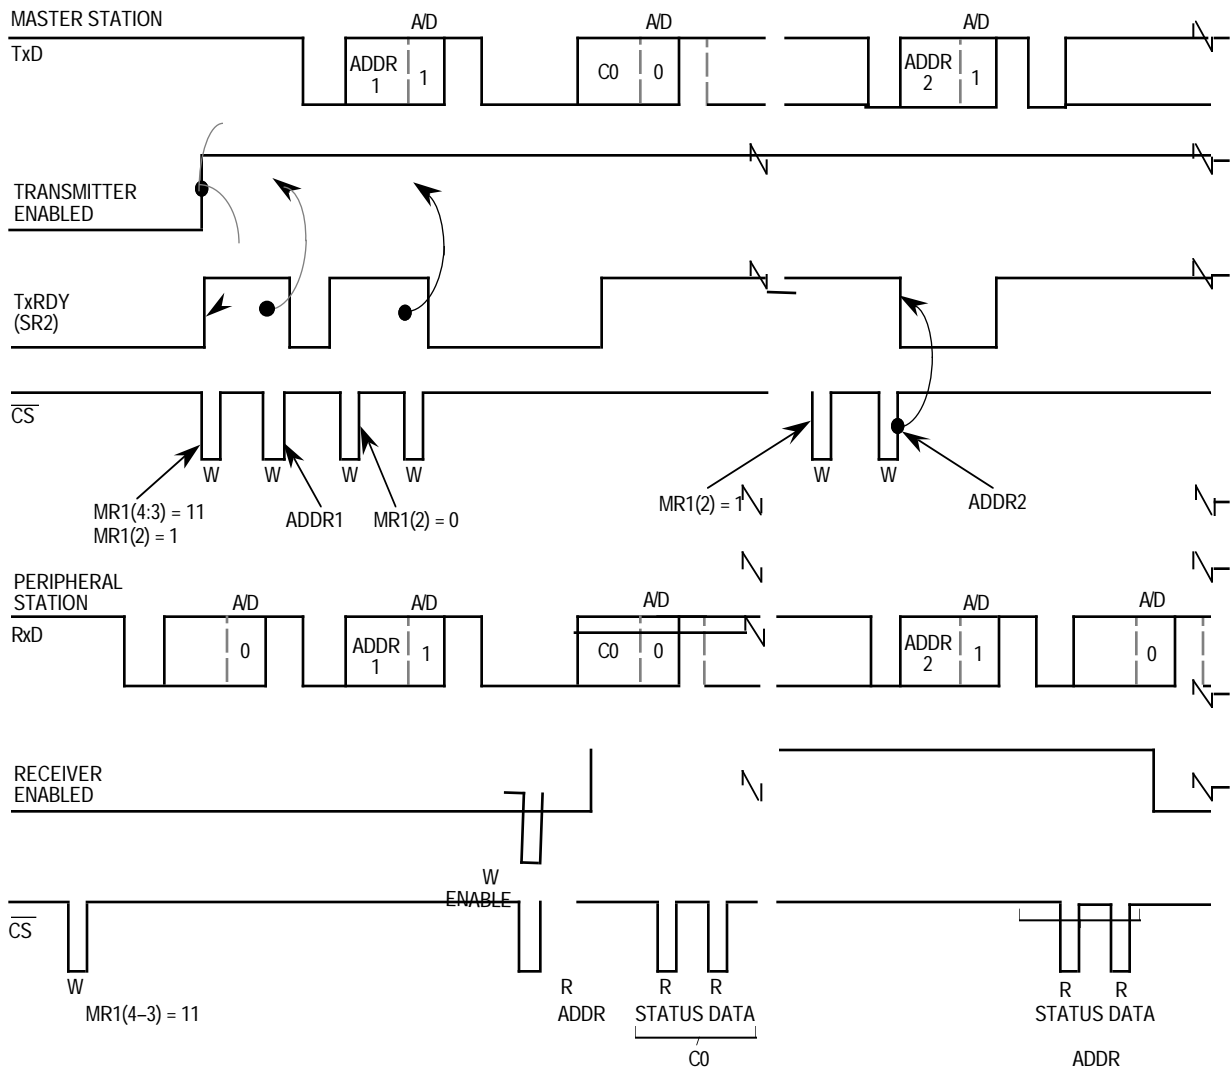 MASTER STATION
A/D A/D A/D
TxD
ADDR 1 1 C0 0 ADDR 2 1
TRANSMITTER
ENABLED
TxRDY
(SR2)
CS
W W W W W W
MR1(4:3) = 11
MR1(2) = 1
ADDR1
MR1(2) = 0
MR1(2) = 1
ADDR2
PERIPHERAL
STATION
A/D A/D A/D A/D A/D
RxD
0 ADDR 1 1 C0 0 ADDR 2 1 0
RECEIVER
ENABLED
W
ENABLE
CS
W R R R R R
MR1(4–3) = 11
ADDR
STATUS DATA
STATUS DATA
C0
ADDR